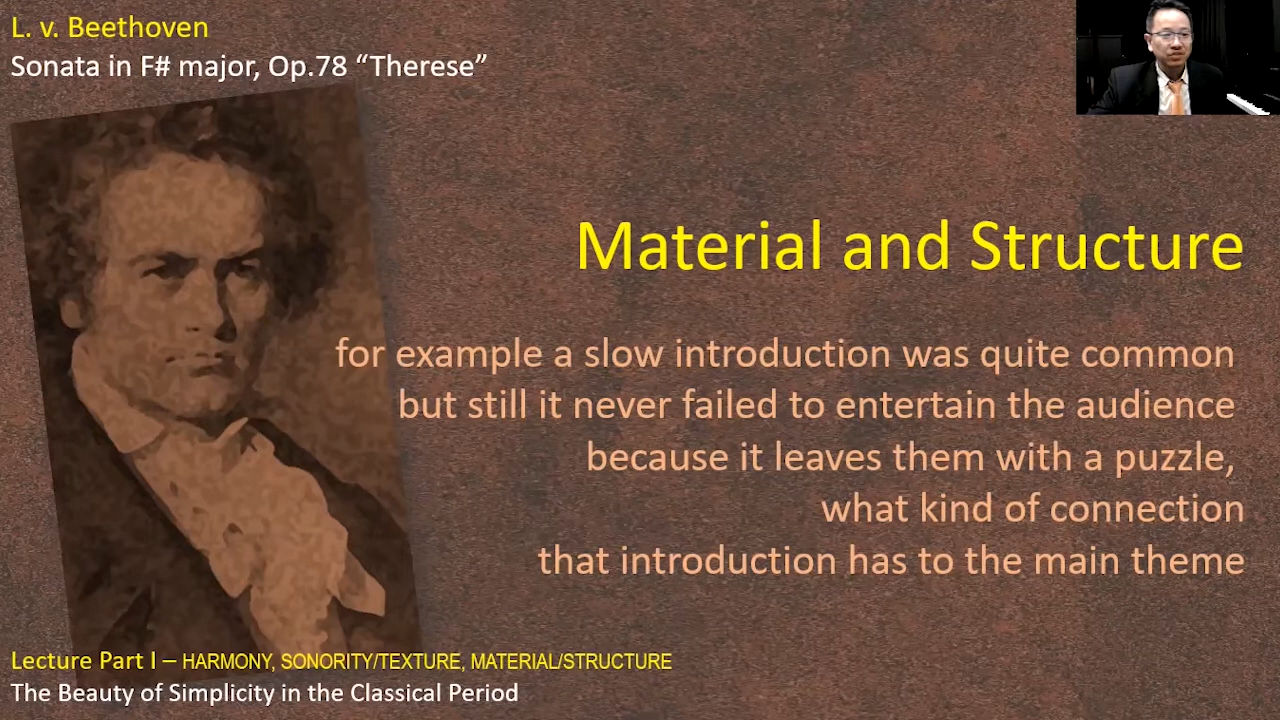 L. v. Beethoven
Sonata in F# major, Op.78 “Therese”
Material and Structure
for example a slow introduction was quite common
but still it never failed to entertain the audience
because it leaves them with a puzzle,
what kind of connection
that introduction has to the main theme
Lecture Part I – HARMONY, SONORITY/TEXTURE, MATERIAL/STRUCTURE
The Beauty of Simplicity in the Classical Period